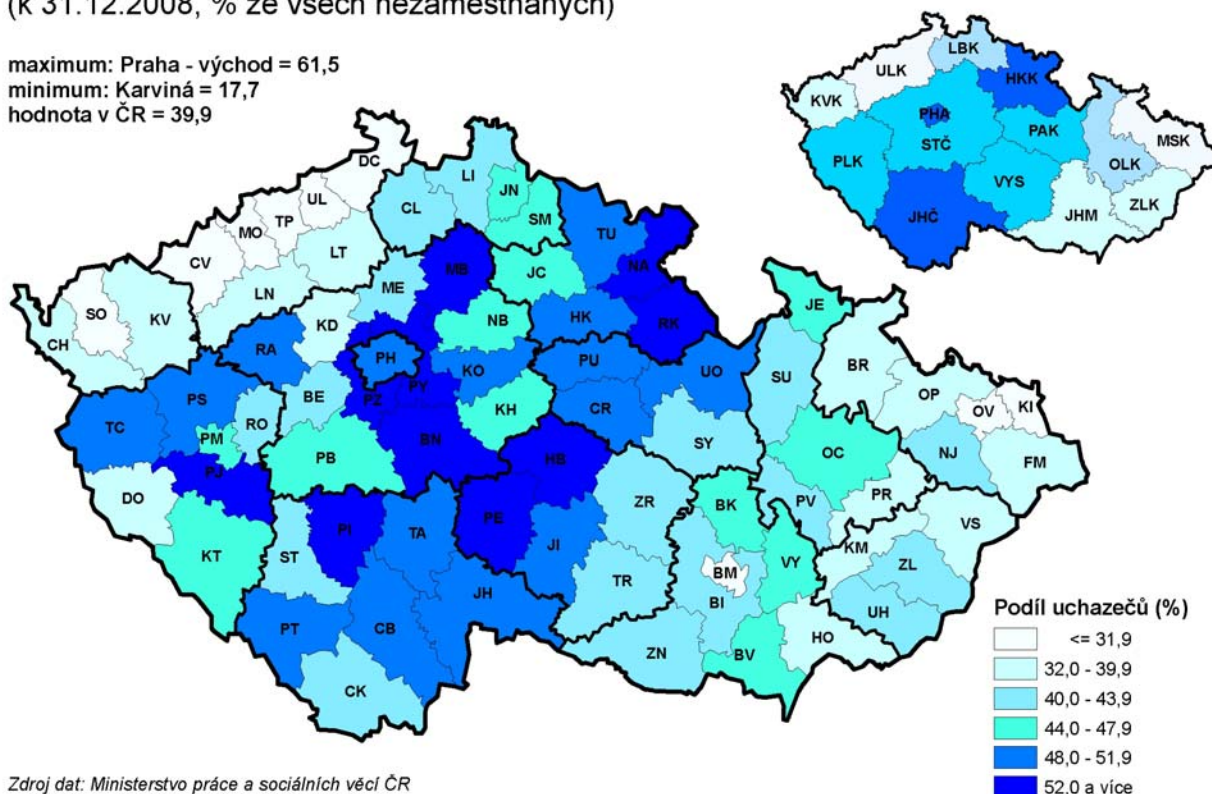 (k 31.12.2008, % ze všech nezaměstnaných)
maximum: Praha - východ = 61,5
minimum: Karviná = 17,7
hodnota v ČR = 39,9
LBK
ULK
HKK
KVK
PHA
PAK
STČ
MSK
PLK
OLK
VYS
ZLK
JHČ
JHM
DC
LI
JN
UL
CL
SM
TP
MO
TU
LT
CV
MB
JC
NA
ME
LN
SO
KV
NB
HK
RK
JE
KD
CH
RA
PH
KO
PU
UO
SU
BR
PY
OP
PS
BE
PZ
KH
CR
OV
KI
TC
RO
PM
BN
SY
OC
NJ
PB
HB
FM
PJ
DO
PR
ZR
BK
PV
PI
TA
PE
VS
KT
ST
JI
KM
VY
ZL
BM
TR
JH
BI
UH
PT
CB
HO
ZN
BV
CK
Podíl uchazečů (%)
<= 31,9
32,0 - 39,9
40,0 - 43,9
44,0 - 47,9
48,0 - 51,9
52,0 a více
Zdroj dat: Ministerstvo práce a sociálních věcí ČR